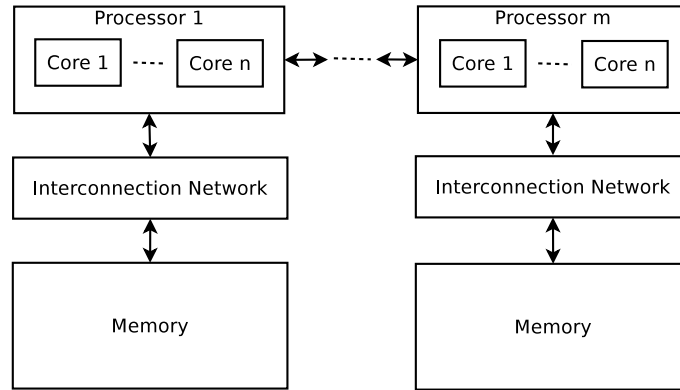 Processor 1
Core 1
Core n
Interconnection Network
Memory
Processor m
Core 1
Core n
Interconnection Network
Memory